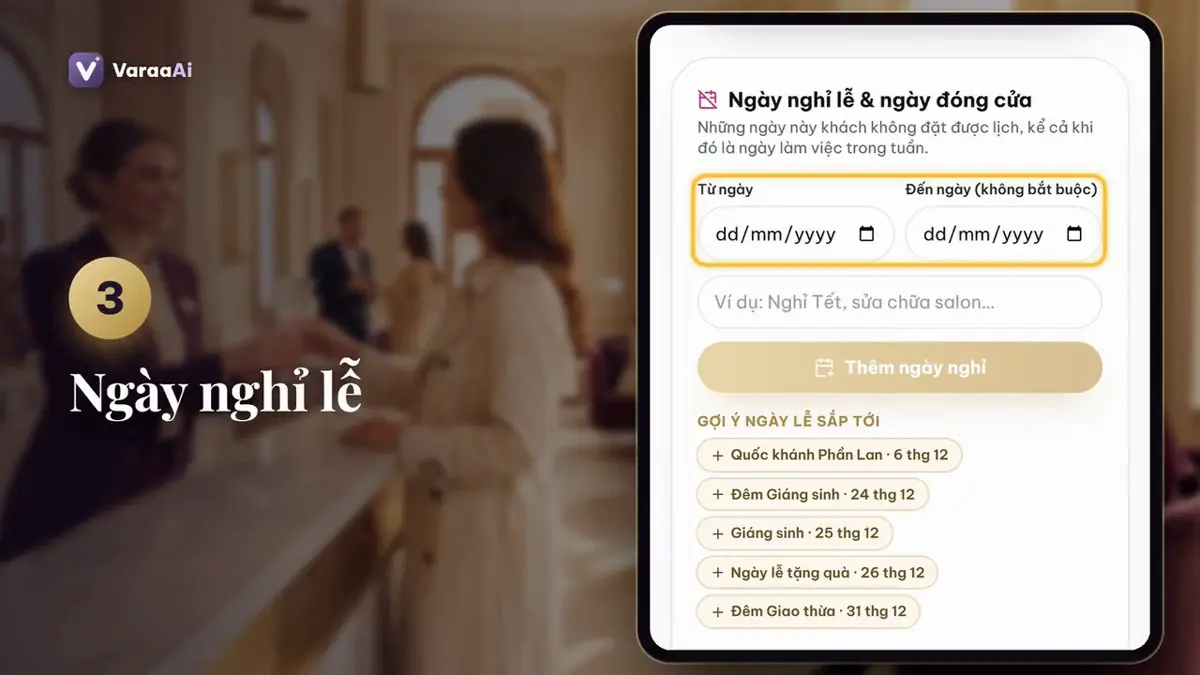 VaraaAi
3
Ngày nghỉ lễ
Ngày nghỉ lễ & ngày đóng cửa
Những ngày này khách không đặt được lịch, kể cả khi
đó là ngày làm việc trong tuần.
Từ ngày
Đến ngày (không bắt buộc)
dd/mm/yyyy
dd/mm/yyyy
Ví dụ: Nghỉ Tết, sửa chữa salon...
Thêm ngày nghỉ
GỢI Ý NGÀY LỄ SẮP TỚI
+ Quốc khánh Phần Lan · 6 thg 12
+ Đêm Giáng sinh · 24 thg 12
+ Giáng sinh · 25 thg 12
+ Ngày lễ tặng quà · 26 thg 12
+ Đêm Giao thừa · 31 thg 12